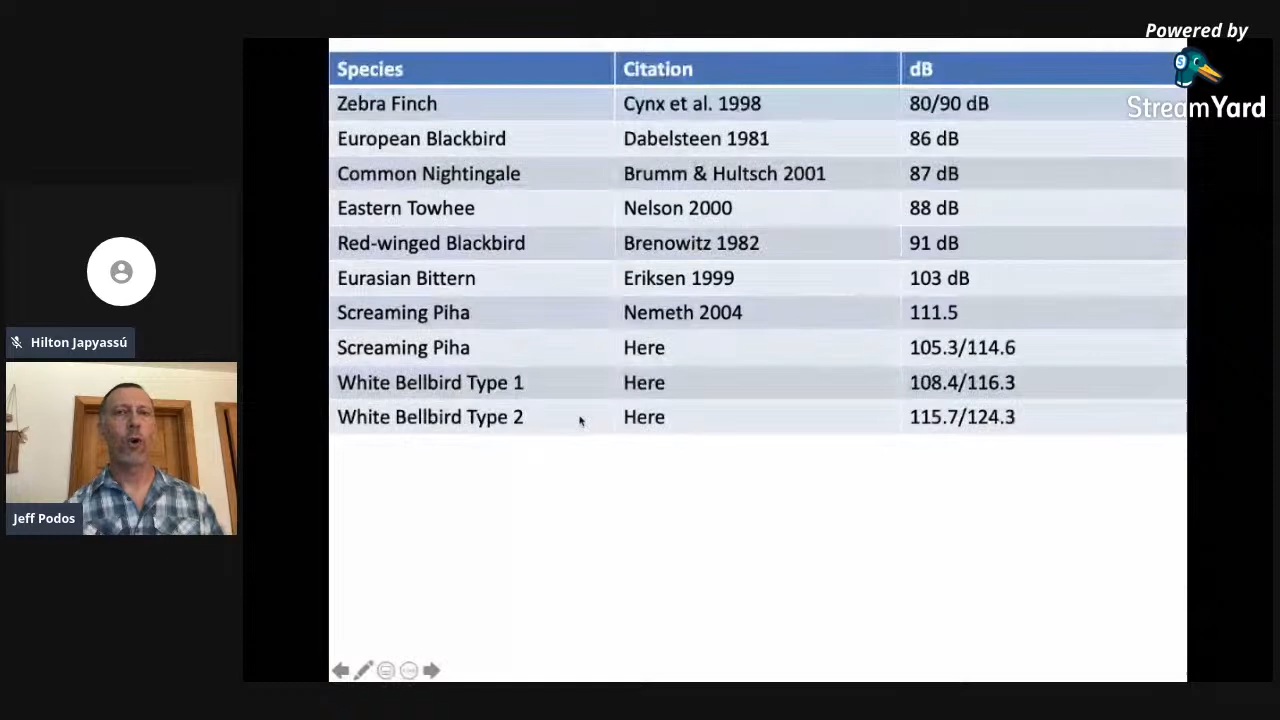 Powered by
StreamYard
Species Citation dB
Zebra Finch Cynx et al. 1998 80/90 dB
European Blackbird Dabelsteen 1981 86 dB
Common Nightingale Brumm & Hultsch 2001 87 dB
Eastern Towhee Nelson 2000 88 dB
Red-winged Blackbird Brenowitz 1982 91 dB
Eurasian Bittern Eriksen 1999 103 dB
Screaming Piha Nemeth 2004 111.5
Screaming Piha Here 105.3/114.6
White Bellbird Type 1 Here 108.4/116.3
White Bellbird Type 2 Here 115.7/124.3
Hilton Japyassú
Jeff Podos